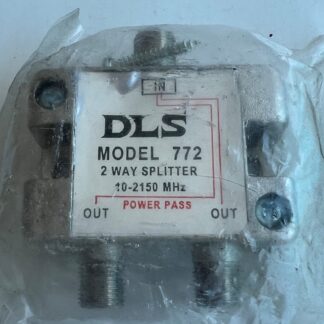 IN
DLS
MODEL 772
2 WAY SPLITTER
10-2150 MHz
POWER PASS
OUT OUT